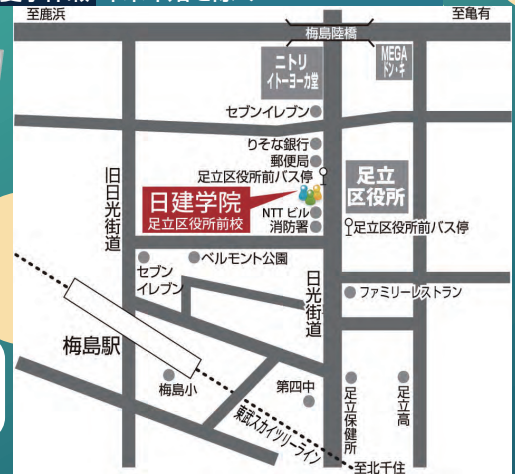 至鹿浜
至亀有
梅島陸橋
ニトリ
イトーヨーカ堂
MEGA
ドン・キ
セブンイレブン
りそな銀行
郵便局
足立区役所前バス停
足立
区役所
日建学院
足立区役所前校
NTT ビル
消防署
足立区役所前バス停
旧日光街道
ベルモント公園
セブン
イレブン
日光街道
ファミリーレストラン
梅島駅
梅島小
第四中
足立保健所
足立高
東武スカイツリーライン
至北千住